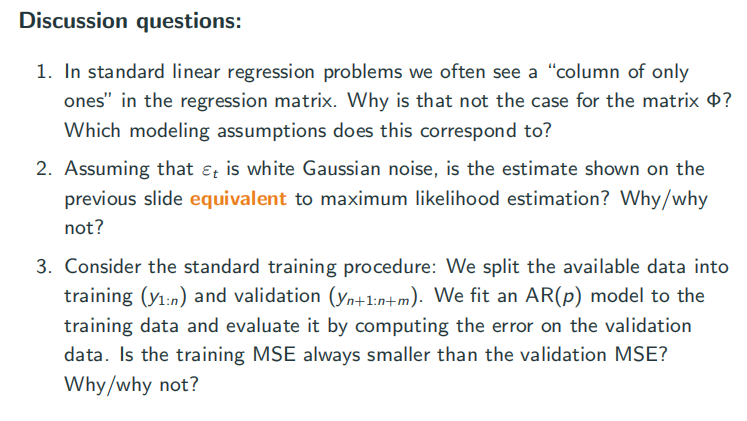 Discussion questions:
1. In standard linear regression problems we often see a “column of only
ones” in the regression matrix. Why is that not the case for the matrix Φ?
Which modeling assumptions does this correspond to?
2. Assuming that εₜ is white Gaussian noise, is the estimate shown on the
previous slide equivalent to maximum likelihood estimation? Why/why
not?
3. Consider the standard training procedure: We split the available data into
training (y₁:ₙ) and validation (yₙ₊₁:ₙ₊ₘ). We fit an AR(p) model to the
training data and evaluate it by computing the error on the validation
data. Is the training MSE always smaller than the validation MSE?
Why/why not?